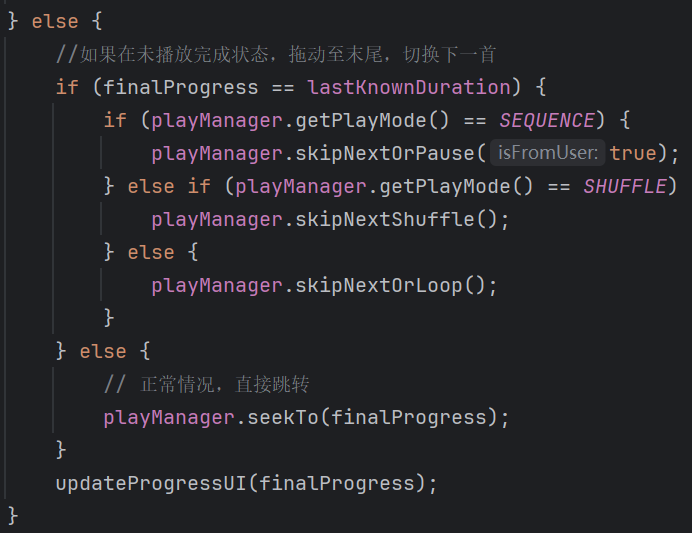 } else {
//如果在未播放完成状态，拖动至末尾，切换下一首
if (finalProgress == lastKnownDuration) {
if (playManager.getPlayMode() == SEQUENCE) {
playManager.skipNextOrPause( isFromUser: true);
} else if (playManager.getPlayMode() == SHUFFLE)
playManager.skipNextShuffle();
} else {
playManager.skipNextOrLoop();
}
} else {
// 正常情况，直接跳转
playManager.seekTo(finalProgress);
}
updateProgressUI(finalProgress);
}